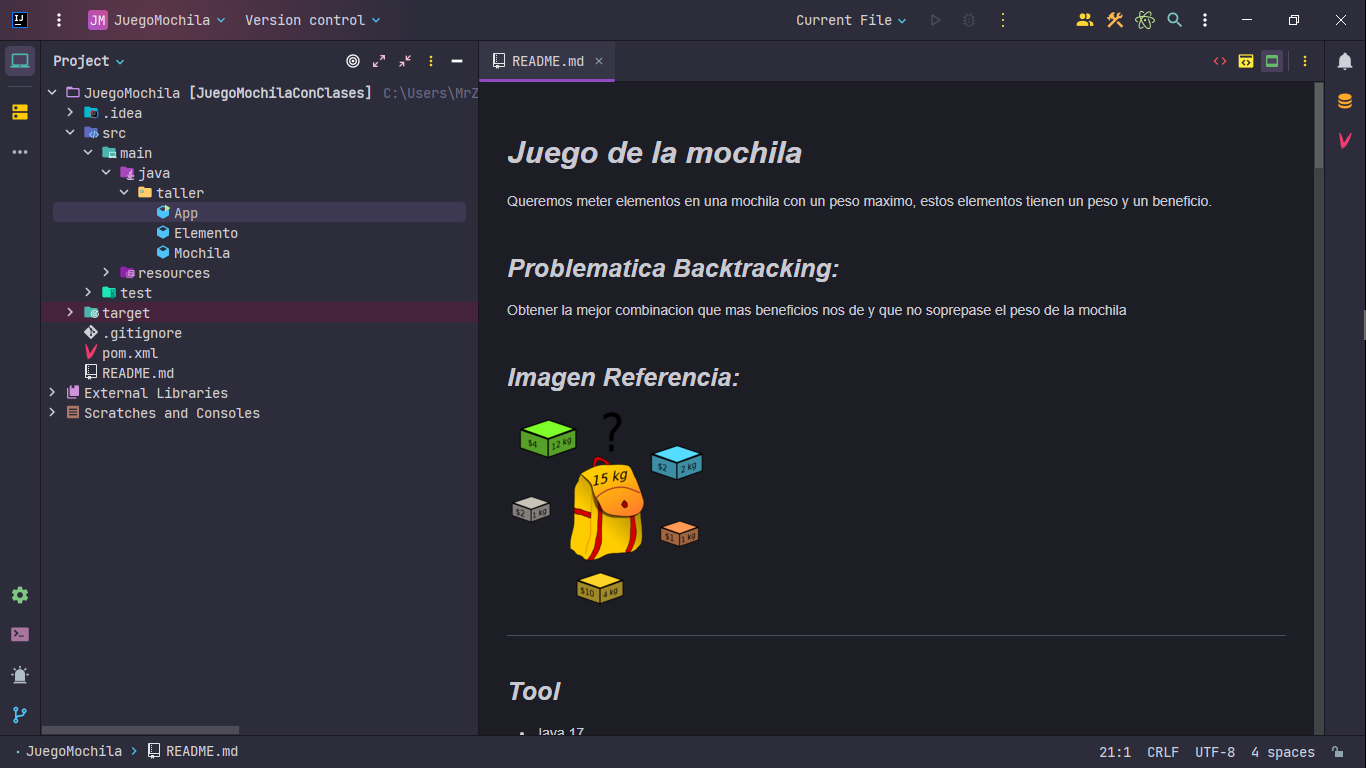 IJ
JM JuegoMochila Version control Current File
Project
README.md
JuegoMochila [JuegoMochilaConClases] C:\Users\MrZ
.idea
src
main
java
taller
App
Elemento
Mochila
resources
test
target
.gitignore
pom.xml
README.md
External Libraries
Scratches and Consoles
Juego de la mochila
Queremos meter elementos en una mochila con un peso maximo, estos elementos tienen un peso y un beneficio.
Problematica Backtracking:
Obtener la mejor combinacion que mas beneficios nos de y que no soprepase el peso de la mochila
Imagen Referencia:
?
$4 12 kg
$2 2 kg
15 kg
$2 1 kg
$1 1 kg
$10 4 kg
Tool
Java 17
JuegoMochila README.md
21:1 CRLF UTF-8 4 spaces